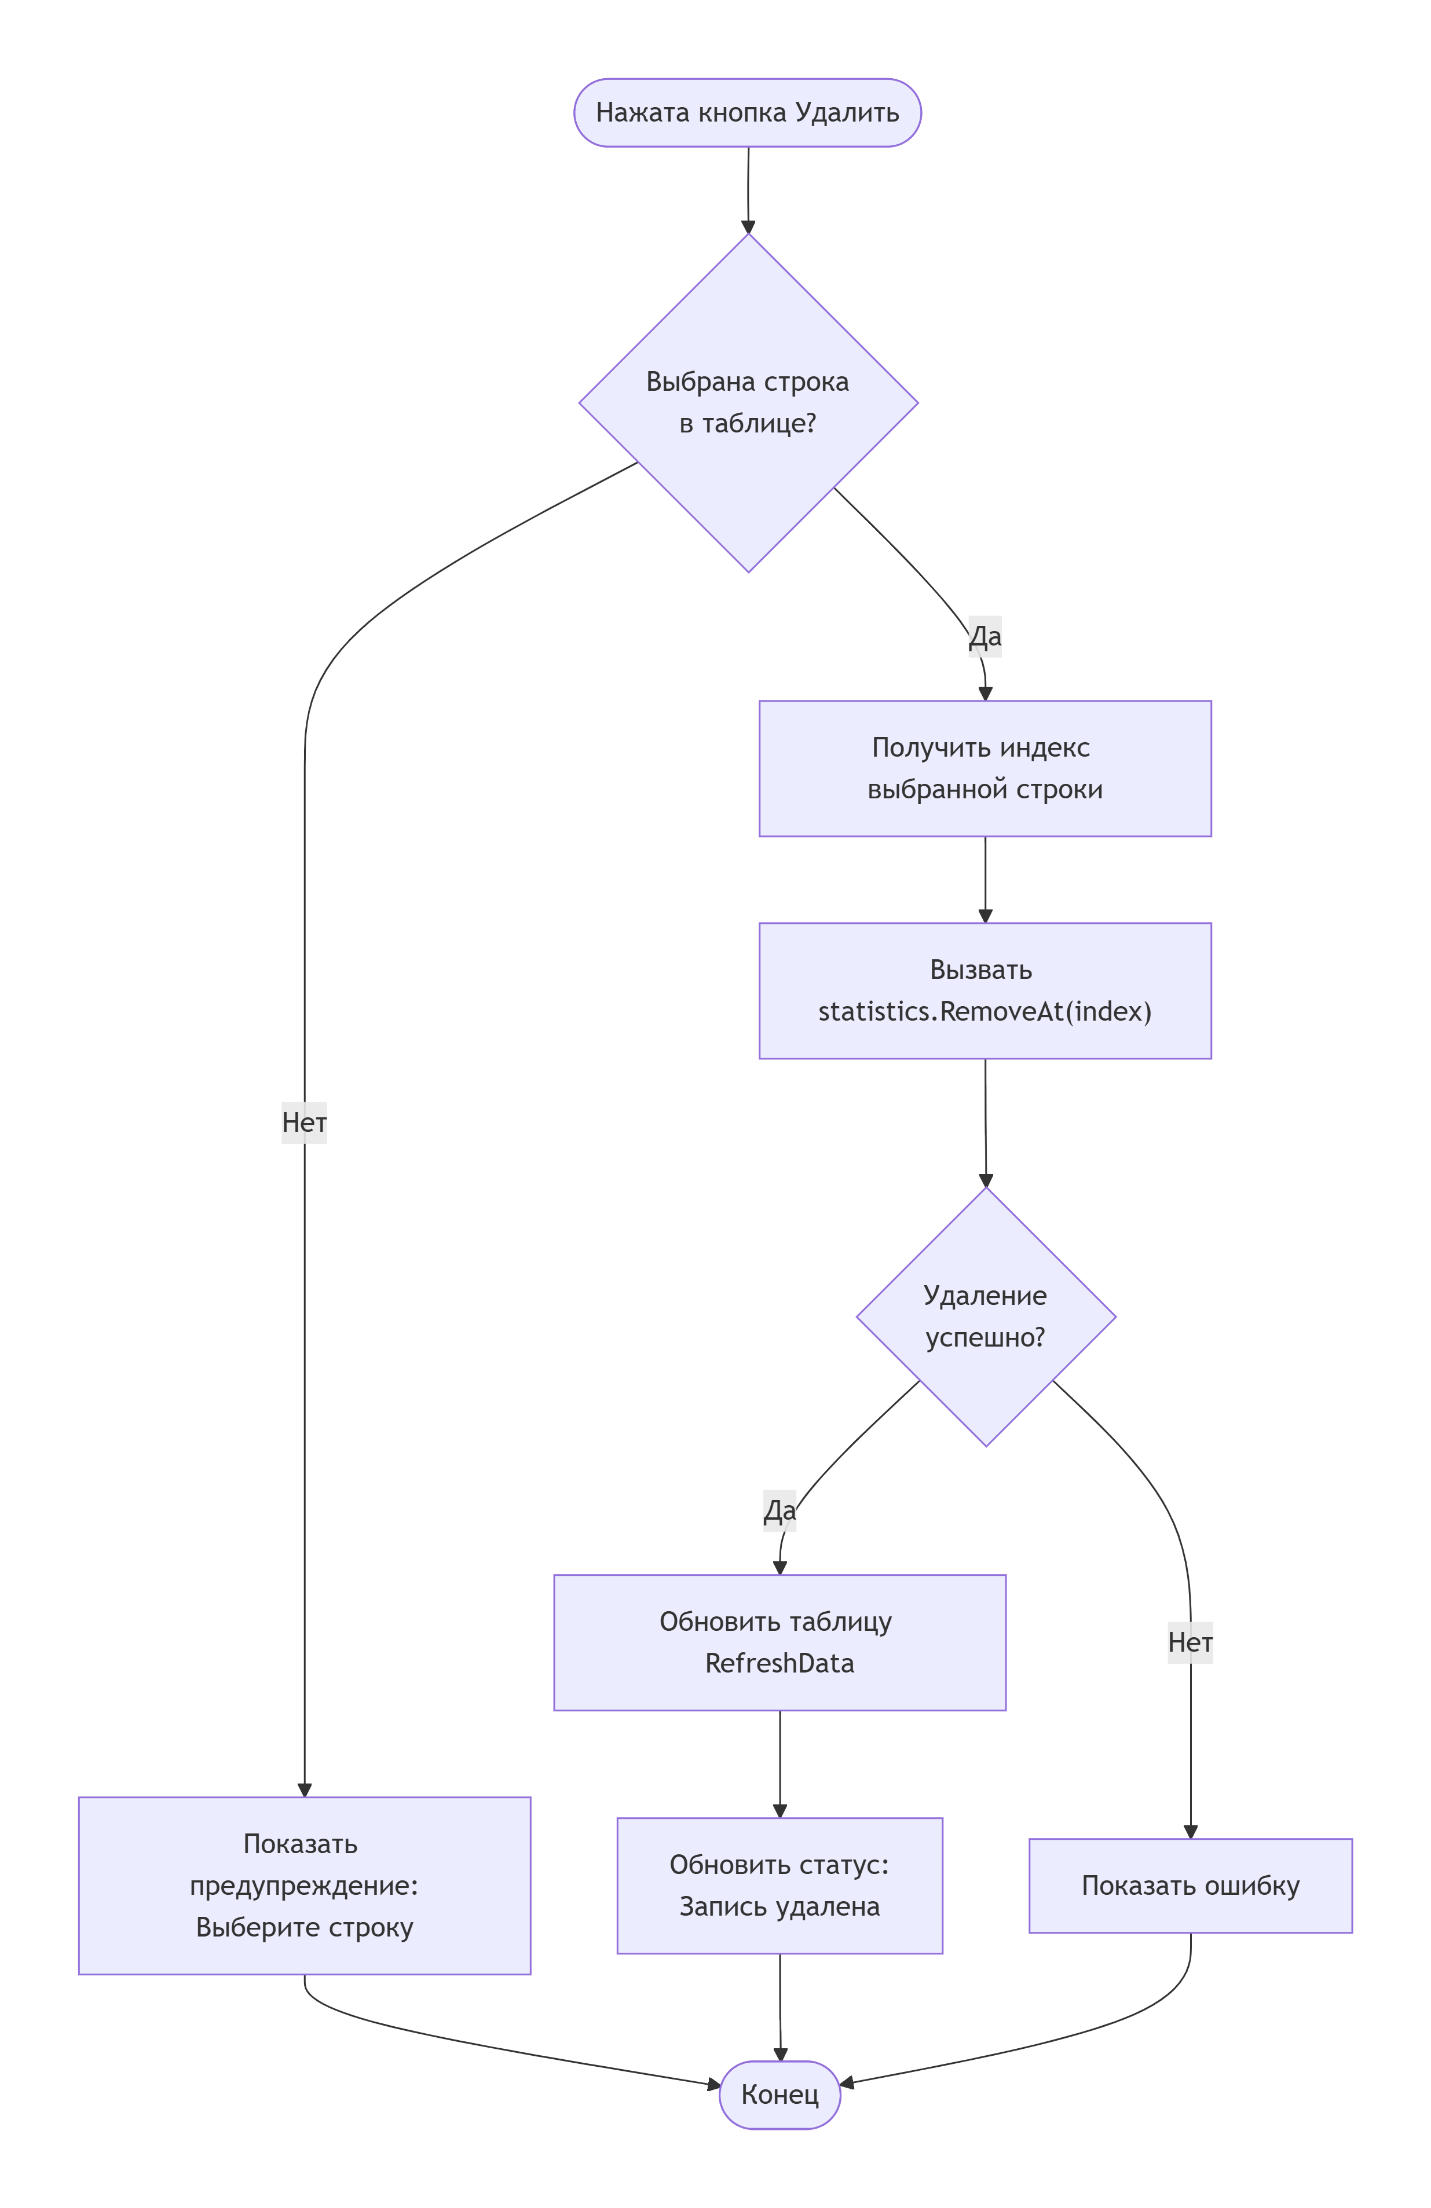 Нажата кнопка Удалить
Выбрана строка
в таблице?
Да
Получить индекс
выбранной строки
Вызвать
statistics.RemoveAt(index)
Нет
Удаление
успешно?
Да
Обновить таблицу
RefreshData
Нет
Показать
предупреждение:
Выберите строку
Обновить статус:
Запись удалена
Показать ошибку
Конец